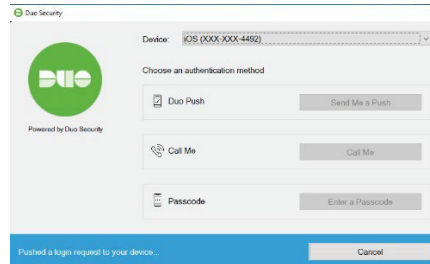 Duo Security
Device: iOS (XXX-XXX-4492)
Choose an authentication method
DUO
Duo Push
Send Me a Push
Powered by Duo Security
Call Me
Call Me
Passcode
Enter a Passcode
Pushed a login request to your device...
Cancel